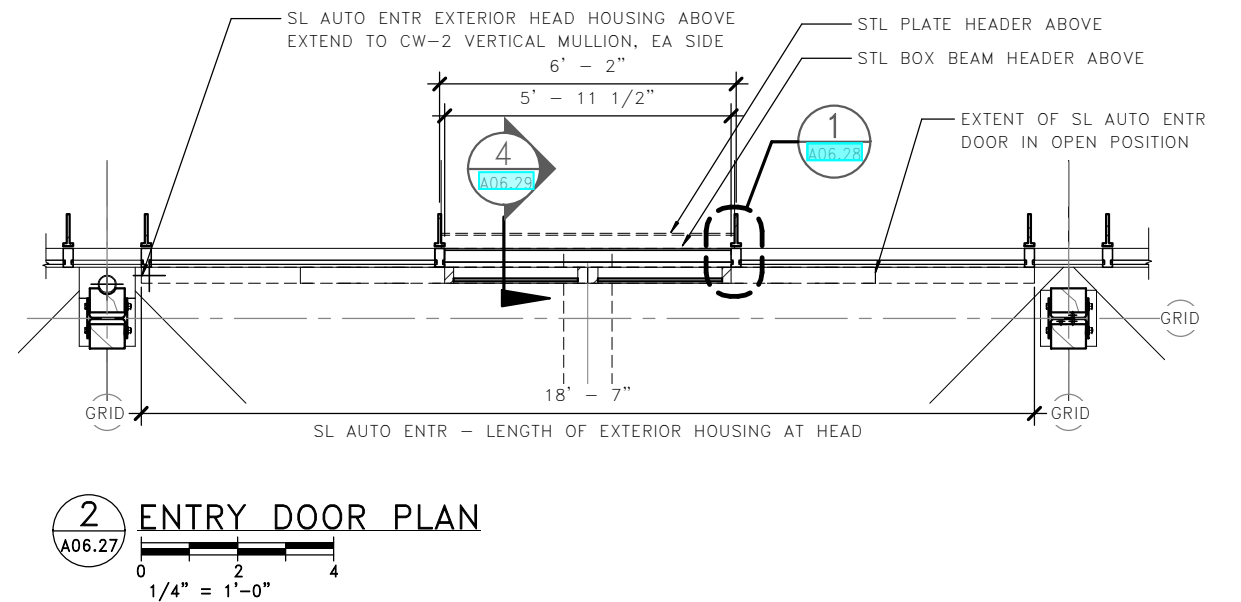 SL AUTO ENTR EXTERIOR HEAD HOUSING ABOVE
EXTEND TO CW-2 VERTICAL MULLION, EA SIDE
STL PLATE HEADER ABOVE
STL BOX BEAM HEADER ABOVE
6' - 2"
5' - 11 1/2"
EXTENT OF SL AUTO ENTR
DOOR IN OPEN POSITION
4
A06.29
1
A06.28
GRID
18' - 7"
GRID
GRID
SL AUTO ENTR - LENGTH OF EXTERIOR HOUSING AT HEAD
2
A06.27
ENTRY DOOR PLAN
0 2 4
1/4" = 1'-0"